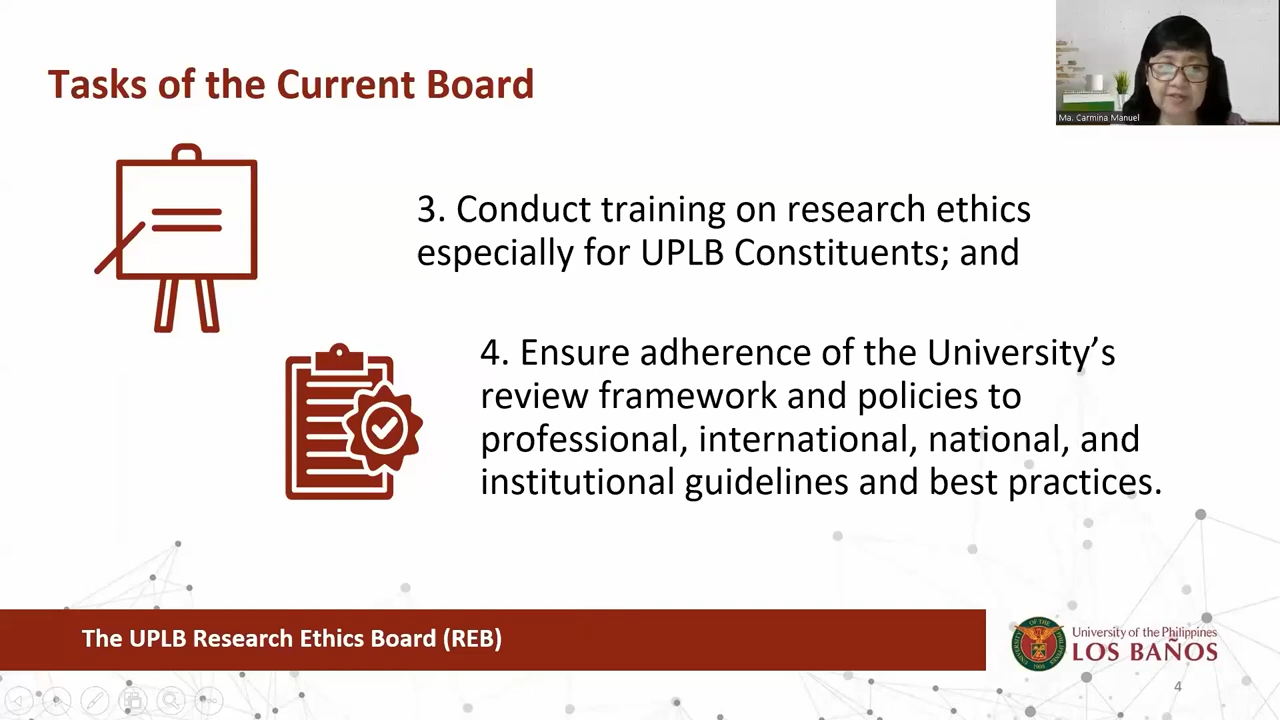 Tasks of the Current Board
Ma. Carmina Manuel
3. Conduct training on research ethics
especially for UPLB Constituents; and
4. Ensure adherence of the University’s
review framework and policies to
professional, international, national, and
institutional guidelines and best practices.
The UPLB Research Ethics Board (REB)
University of the Philippines
LOS BAÑOS
4